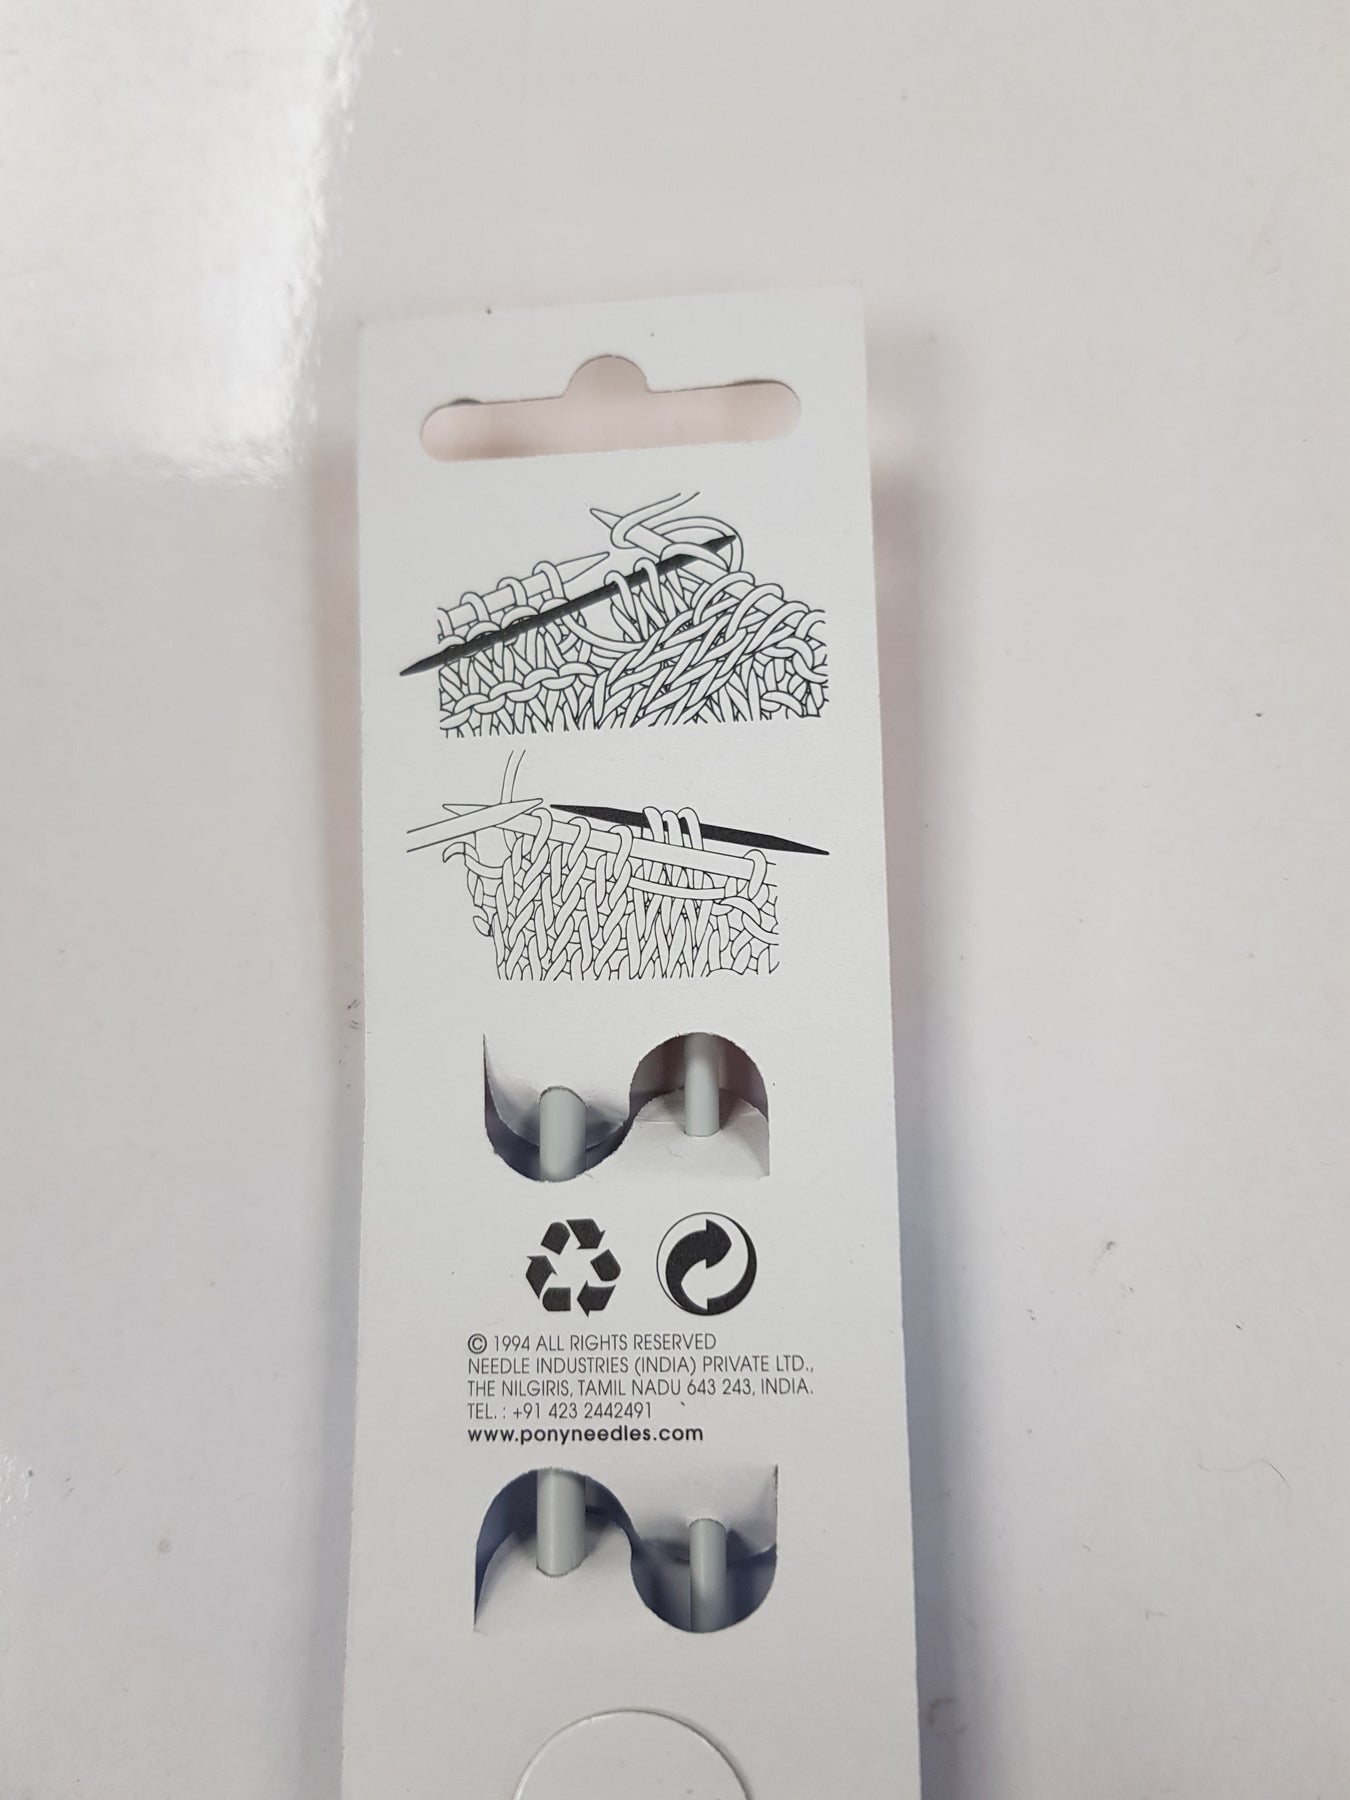 © 1994 ALL RIGHTS RESERVED
NEEDLE INDUSTRIES (INDIA) PRIVATE LTD.,
THE NILGIRIS, TAMIL NADU 643 243, INDIA.
TEL. : +91 423 2442491
www.ponyneedles.com